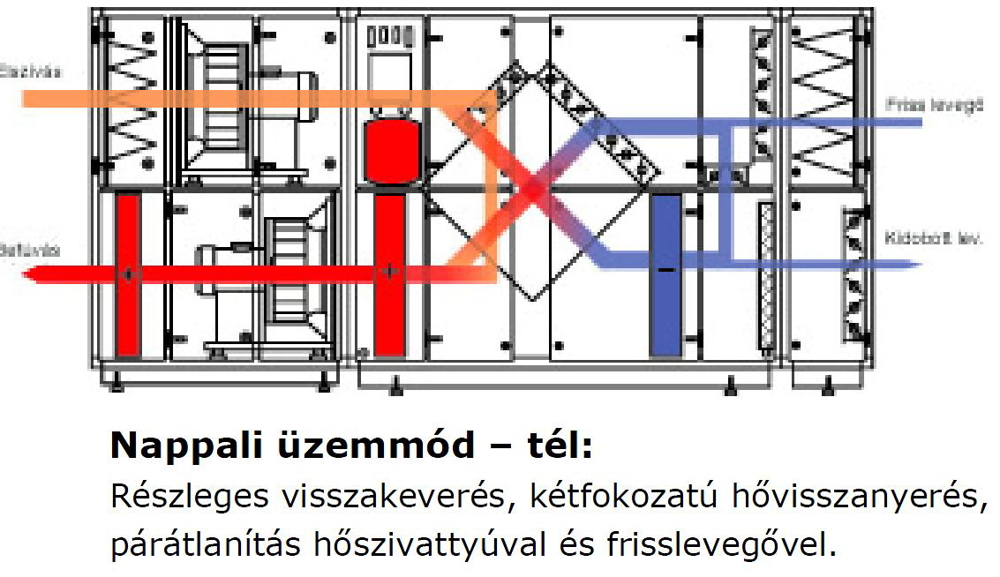 Elszívás
Friss levegő
Befúvás
Kidobott lev.
+
+
–
Nappali üzemmód – tél:
Részleges visszakeverés, kétfokozatú hővisszanyerés,
párátlanítás hőszivattyúval és frisslevegővel.